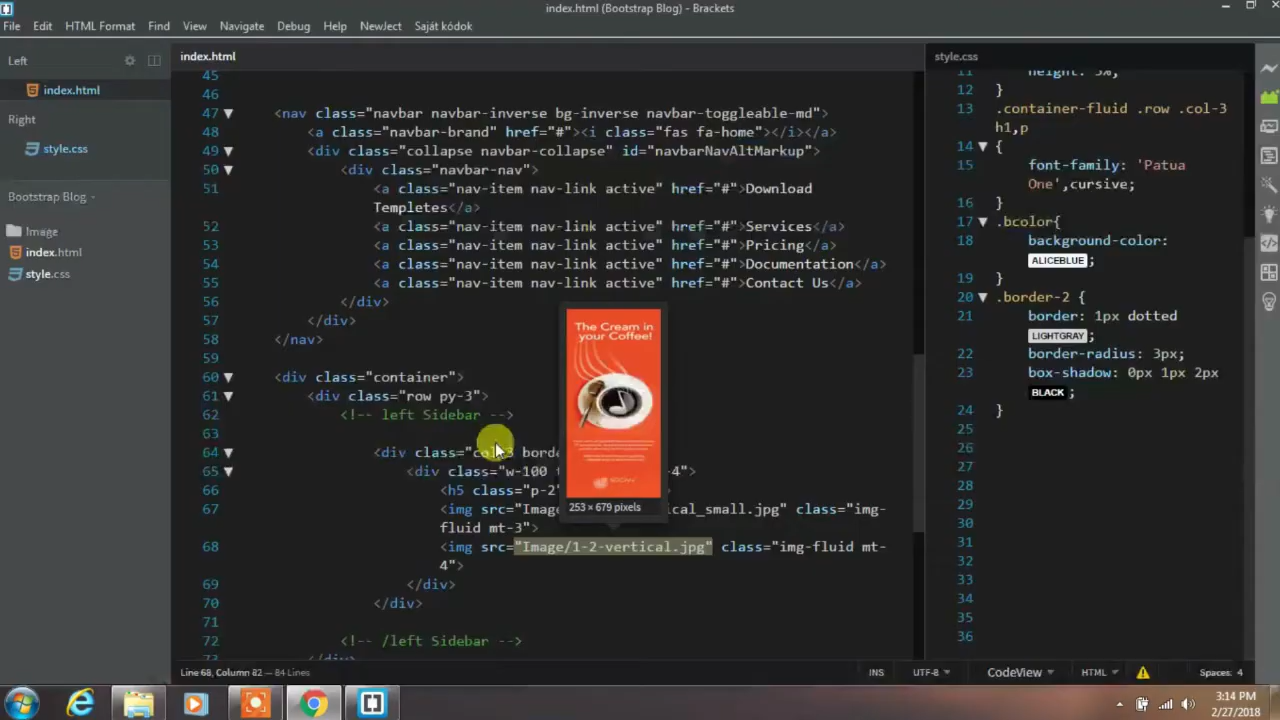 index.html (Bootstrap Blog) - Brackets
File Edit HTML Format Find View Navigate Debug Help NewJect Saját kódok
Left
index.html
Right
style.css
Bootstrap Blog
Image
index.html
style.css
index.html
45
46
47 <nav class="navbar navbar-inverse bg-inverse navbar-toggleable-md">
48 <a class="navbar-brand" href="#"><i class="fas fa-home"></i></a>
49 <div class="collapse navbar-collapse" id="navbarNavAltMarkup">
50 <div class="navbar-nav">
51 <a class="nav-item nav-link active" href="#">Download
Templetes</a>
52 <a class="nav-item nav-link active" href="#">Services</a>
53 <a class="nav-item nav-link active" href="#">Pricing</a>
54 <a class="nav-item nav-link active" href="#">Documentation</a>
55 <a class="nav-item nav-link active" href="#">Contact Us</a>
56 </div>
57 </div>
58 </nav>
59
60 <div class="container">
61 <div class="row py-3">
62 <!-- left Sidebar -->
63
64 <div class=
65 <div class="w-100 -4">
66 <h5 class="p-2
67 <img src="Image ical_small.jpg" class="img-
fluid mt-3">
68 <img src="Image/1-2-vertical.jpg" class="img-fluid mt-
4">
69 </div>
70 </div>
71
72 <!-- /left Sidebar -->
73 </div>
The Cream in
your Coffee!
253 × 679 pixels
style.css
11 height: 5%;
12 }
13 .container-fluid .row .col-3
h1,p
14 {
15 font-family: 'Patua
One',cursive;
16 }
17 .bcolor{
18 background-color:
ALICEBLUE ;
19 }
20 .border-2 {
21 border: 1px dotted
LIGHTGRAY ;
22 border-radius: 3px;
23 box-shadow: 0px 1px 2px
BLACK ;
24 }
25
26
27
28
29
30
31
32
33
34
35
36
Line 68, Column 82 — 84 Lines
INS UTF-8 CodeView HTML Spaces: 4
3:14 PM
2/27/2018